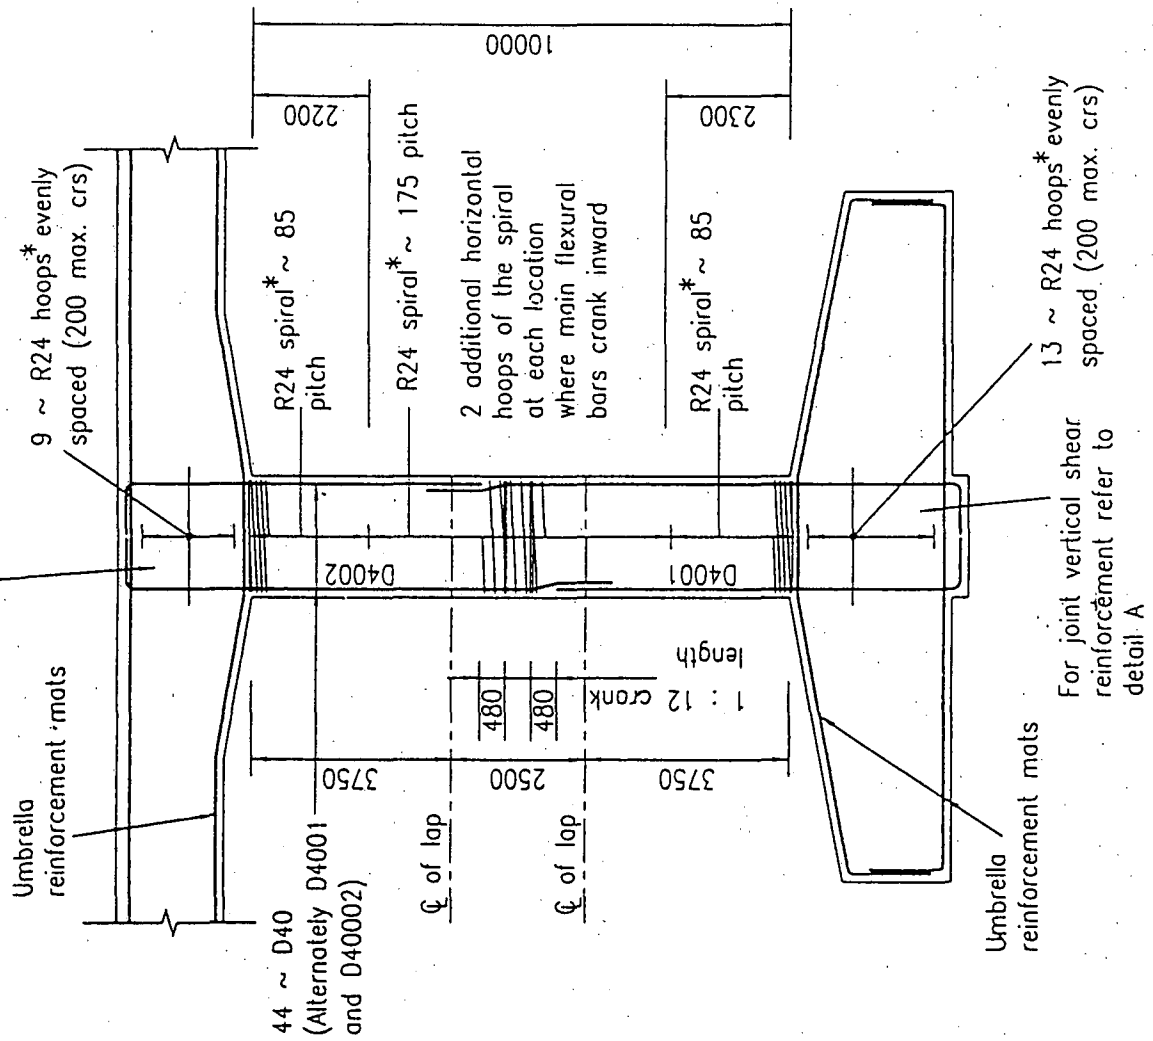 10000
2200
2300
9 ~ R24 hoops* evenly
spaced (200 max. crs)
R24 spiral* ~ 85
pitch
R24 spiral* ~ 175 pitch
2 additional horizontal
hoops of the spiral
at each location
where main flexural
bars crank inward
R24 spiral* ~ 85
pitch
13 ~ R24 hoops* evenly
spaced (200 max. crs)
For joint vertical shear
reinforcement refer to
detail A
D4002
D4001
480
480
1 : 12 crank
length
3750
2500
3750
Umbrella
reinforcement mats
44 ~ D40
(Alternately D4001
and D40002)
℄ of lap
℄ of lap
Umbrella
reinforcement mats